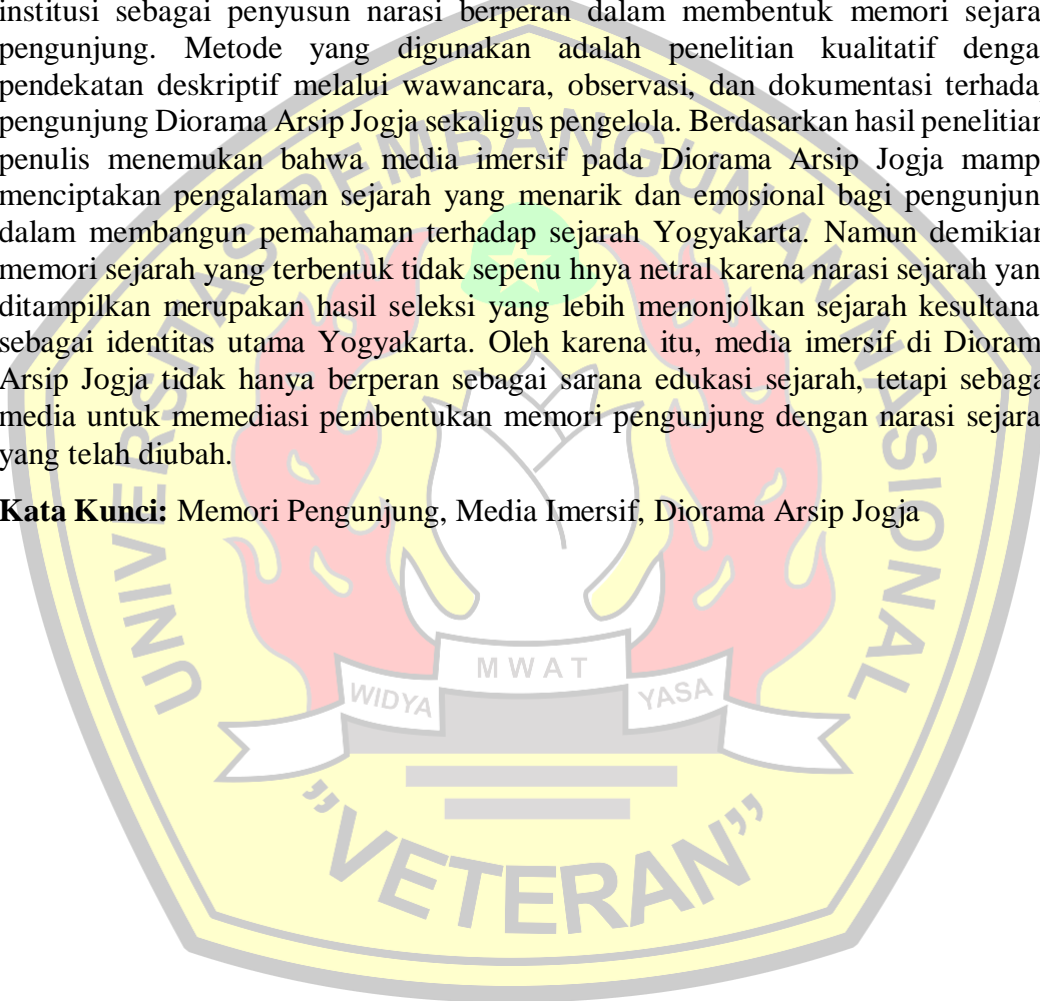 institusi sebagai penyusun narasi berperan dalam membentuk memori sejara
pengunjung. Metode yang digunakan adalah penelitian kualitatif denga
pendekatan deskriptif melalui wawancara, observasi, dan dokumentasi terhada
pengunjung Diorama Arsip Jogja sekaligus pengelola. Berdasarkan hasil penelitian
penulis menemukan bahwa media imersif pada Diorama Arsip Jogja mamp
menciptakan pengalaman sejarah yang menarik dan emosional bagi pengunjun
dalam membangun pemahaman terhadap sejarah Yogyakarta. Namun demikian
memori sejarah yang terbentuk tidak sepenu hnya netral karena narasi sejarah yan
ditampilkan merupakan hasil seleksi yang lebih menonjolkan sejarah kesultana
sebagai identitas utama Yogyakarta. Oleh karena itu, media imersif di Dioram
Arsip Jogja tidak hanya berperan sebagai sarana edukasi sejarah, tetapi sebaga
media untuk memediasi pembentukan memori pengunjung dengan narasi sejara
yang telah diubah.
Kata Kunci: Memori Pengunjung, Media Imersif, Diorama Arsip Jogja
UNIVERSITAS PEMBANGUNAN NASIONAL
WIDYA MWAT YASA
"VETERAN"